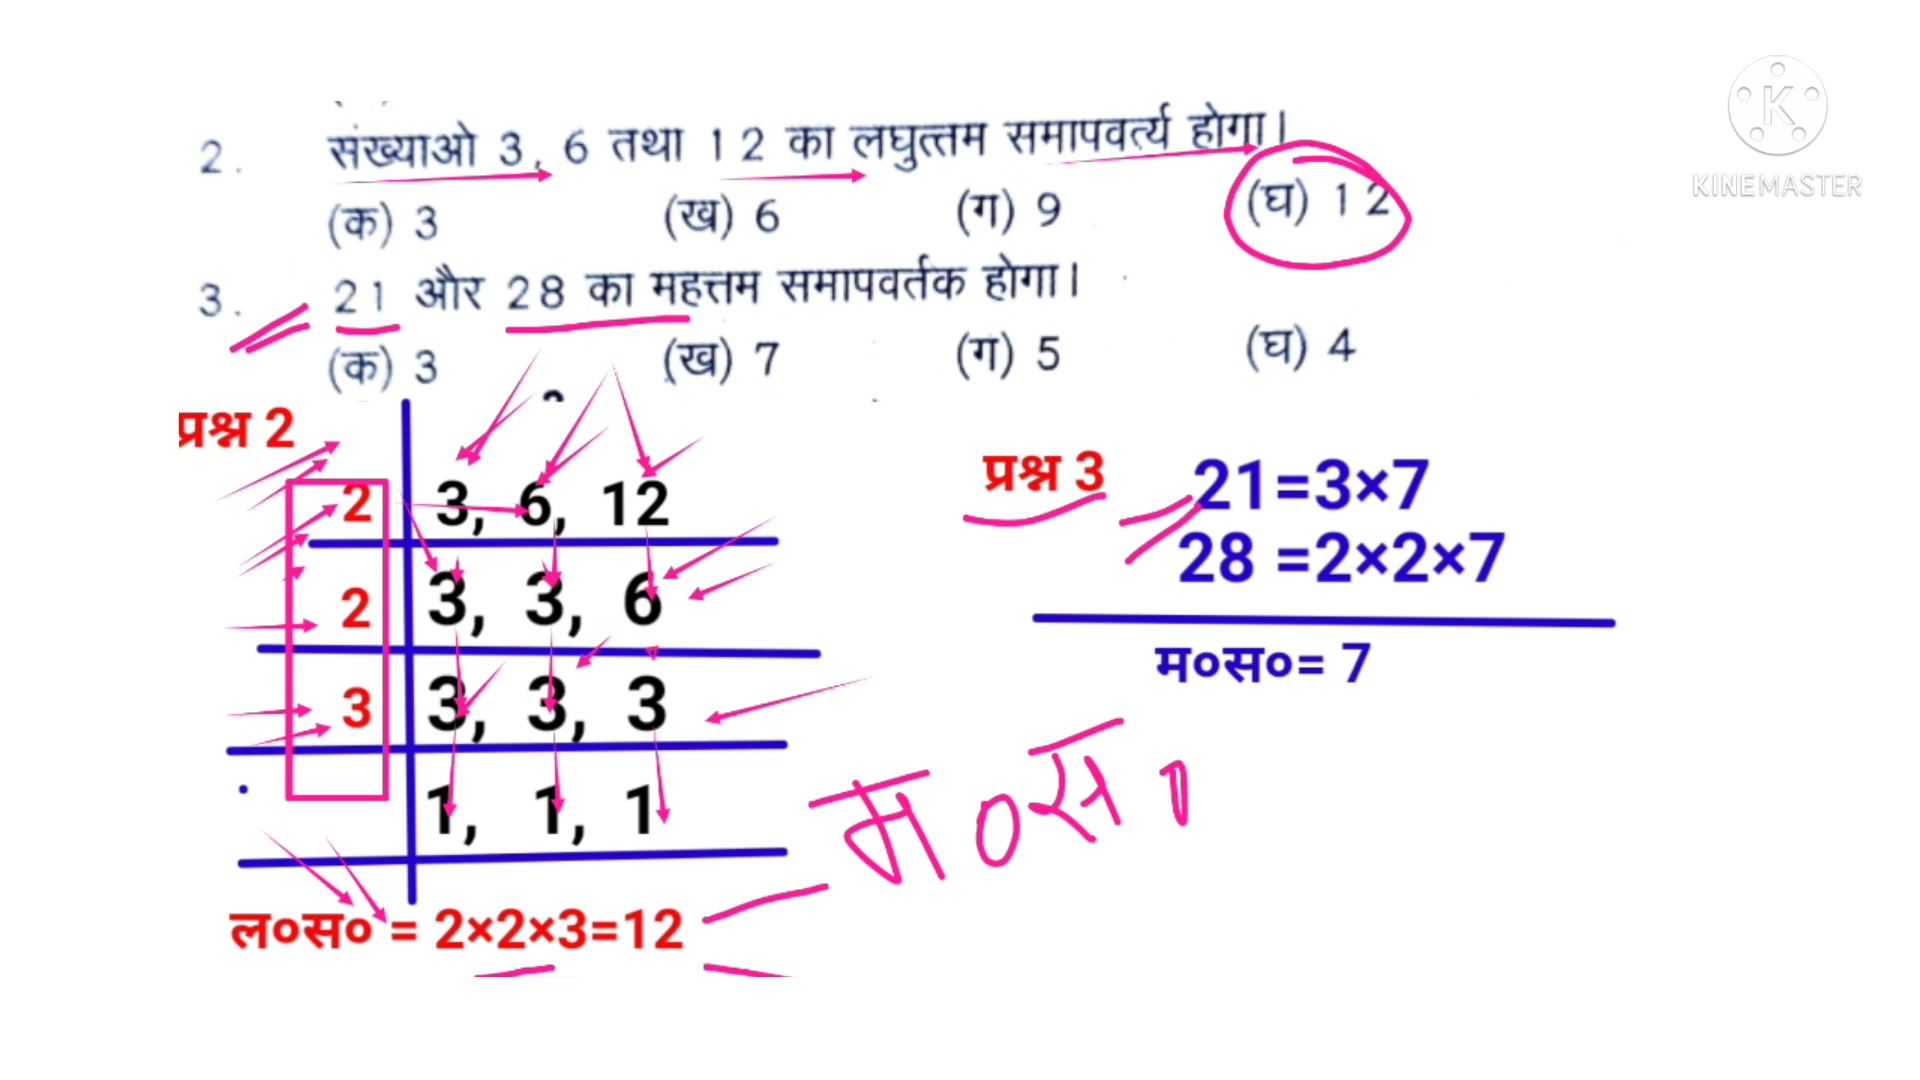 2. संख्याओ 3, 6 तथा 12 का लघुत्तम समापवर्त्य होगा।
(क) 3 (ख) 6 (ग) 9 (घ) 12
3. 21 और 28 का महत्तम समापवर्तक होगा।
(क) 3 (ख) 7 (ग) 5 (घ) 4
प्रश्न 2
2 3, 6, 12
2 3, 3, 6
3 3, 3, 3
1, 1, 1
ल०स० = 2×2×3=12
प्रश्न 3
21=3×7
28 =2×2×7
म०स०= 7
म०स०
K
KINEMASTER